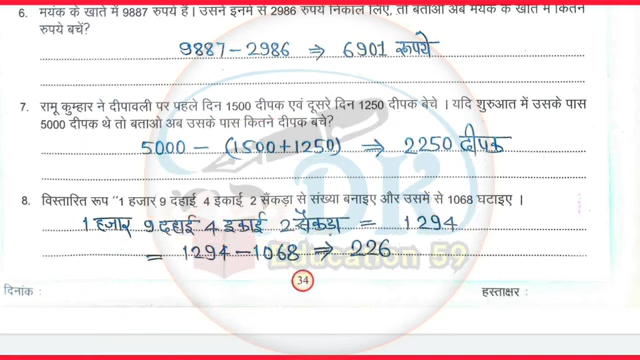 6. मयंक के खाते में 9887 रुपये हैं। उसने इनमें से 2986 रुपये निकाल लिए, तो बताओ अब मयंक के खाते में कितने
रुपये बचें?
9887 - 2986 ⇒ 6901 रूपये
7. रामू कुम्हार ने दीपावली पर पहले दिन 1500 दीपक एवं दूसरे दिन 1250 दीपक बेचे । यदि शुरुआत में उसके पास
5000 दीपक थे तो बताओ अब उसके पास कितने दीपक बचे?
5000 - (1500+1250) ⇒ 2250 दीपक
8. विस्तारित रूप "1 हजार 9 दहाई 4 इकाई 2 सैंकड़ा से संख्या बनाइए और उसमें से 1068 घटाइए ।
1 हजार 9 दहाई 4 इकाई 2 सैंकड़ा = 1294
= 1294 - 1068 ⇒ 226
Education 59
34
दिनांक : हस्ताक्षर :